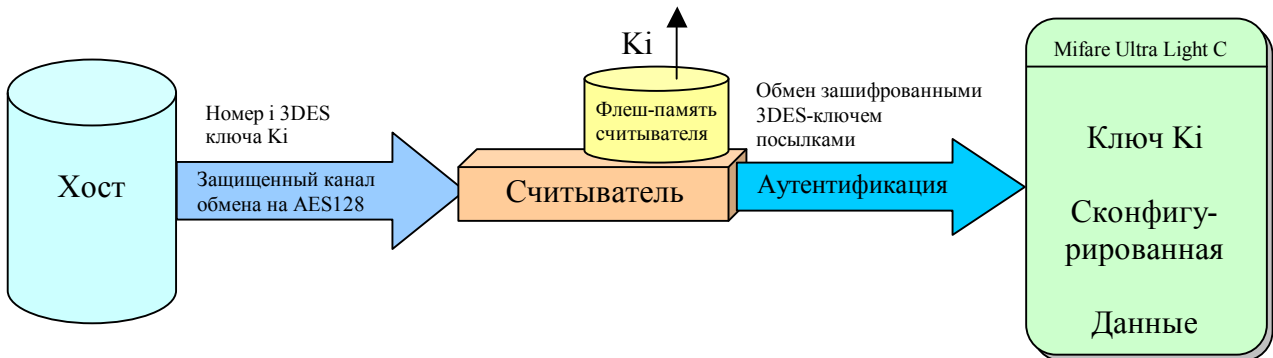 Хост
Номер i 3DES
ключа Ki
Защищенный канал
обмена на AES128
Ki
Флеш-память
считывателя
Считыватель
Обмен зашифрованными
3DES-ключем
посылками
Аутентификация
Mifare Ultra Light C
Ключ Ki
Сконфигу-
рированная
Данные